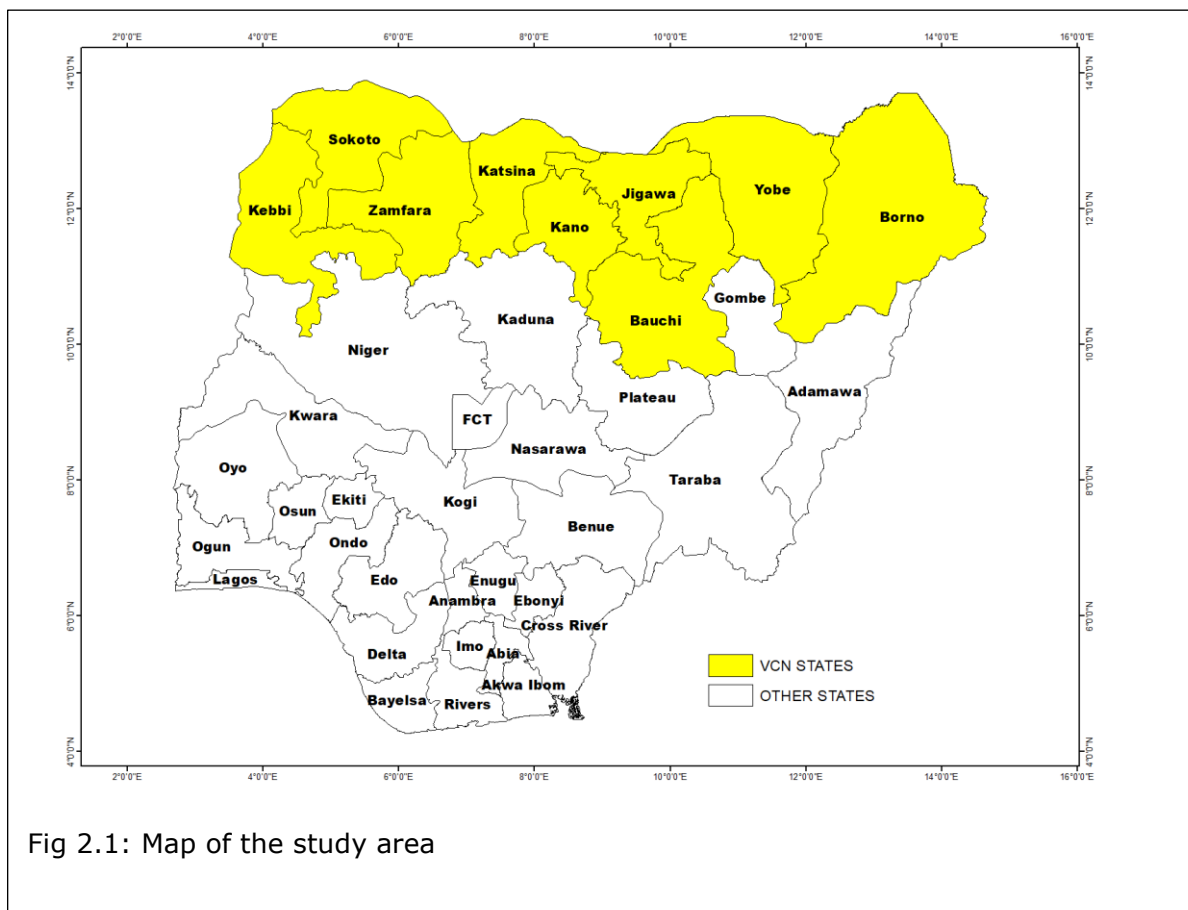 2°0'0"E 4°0'0"E 6°0'0"E 8°0'0"E 10°0'0"E 12°0'0"E 14°0'0"E 16°0'0"E
14°0'0"N 14°0'0"N
Sokoto
Katsina
Jigawa
Yobe
Kebbi
Zamfara
Kano
Borno
12°0'0"N 12°0'0"N
Gombe
Kaduna
Bauchi
Niger
10°0'0"N 10°0'0"N
Plateau
Adamawa
Kwara
FCT
Nasarawa
Oyo
Taraba
8°0'0"N 8°0'0"N
Ekiti
Kogi
Osun
Benue
Ogun
Ondo
Lagos
Edo
Enugu
Anambra
Ebonyi
6°0'0"N 6°0'0"N
Cross River
Delta
Imo
Abia
VCN STATES
Akwa Ibom
OTHER STATES
Bayelsa
Rivers
4°0'0"N 4°0'0"N
2°0'0"E 4°0'0"E 6°0'0"E 8°0'0"E 10°0'0"E 12°0'0"E 14°0'0"E 16°0'0"E
Fig 2.1: Map of the study area